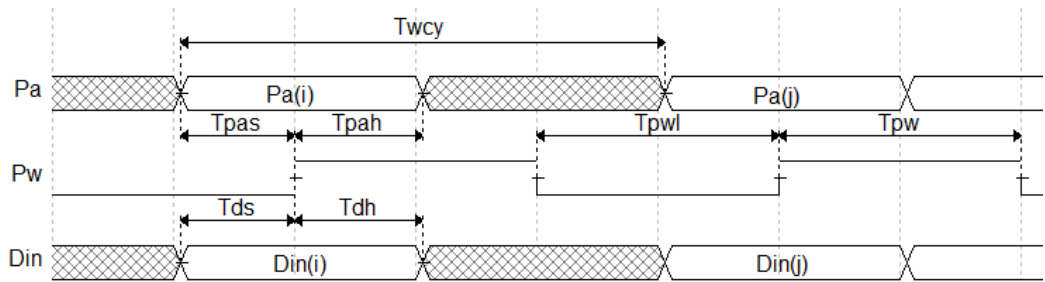 Twcy
Pa Pa(i) Pa(j)
Tpas Tpah Tpwl Tpw
Pw
Tds Tdh
Din Din(i) Din(j)